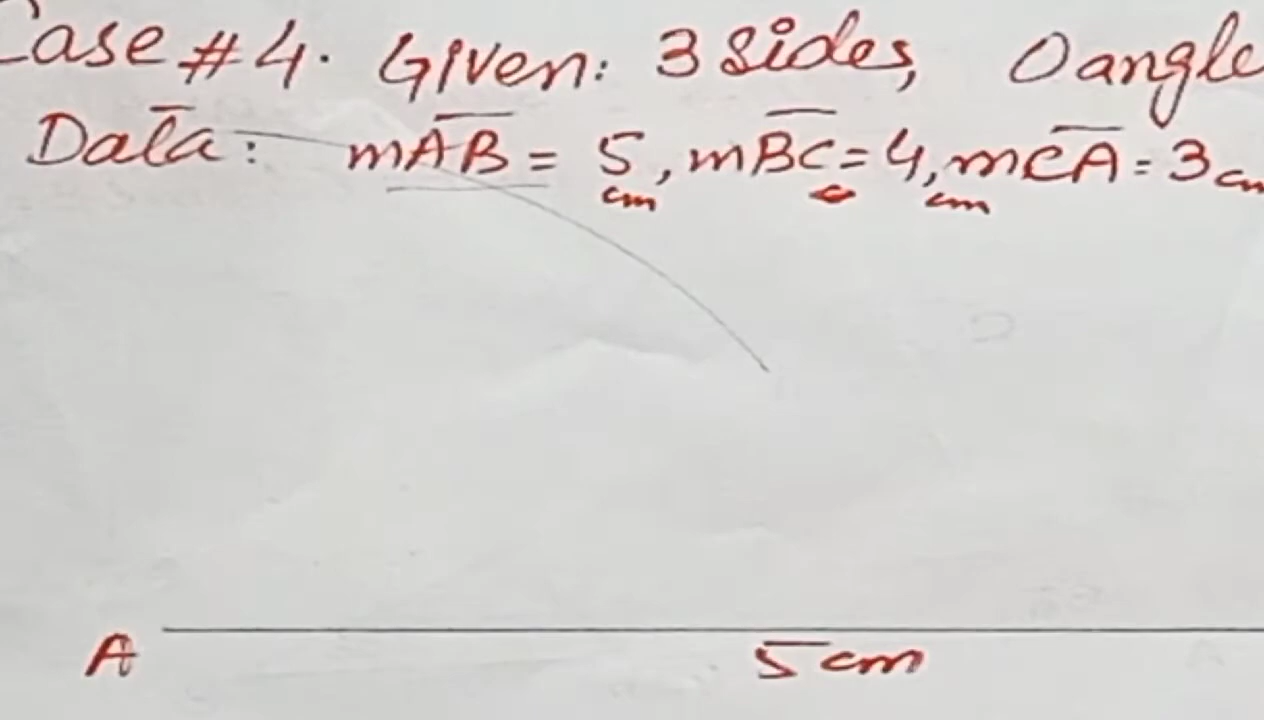 Case #4. Given: 3 Sides, 0 angle
Data: mAB = 5 cm, mBC = 4 cm, mCA = 3 cm
A 5 cm